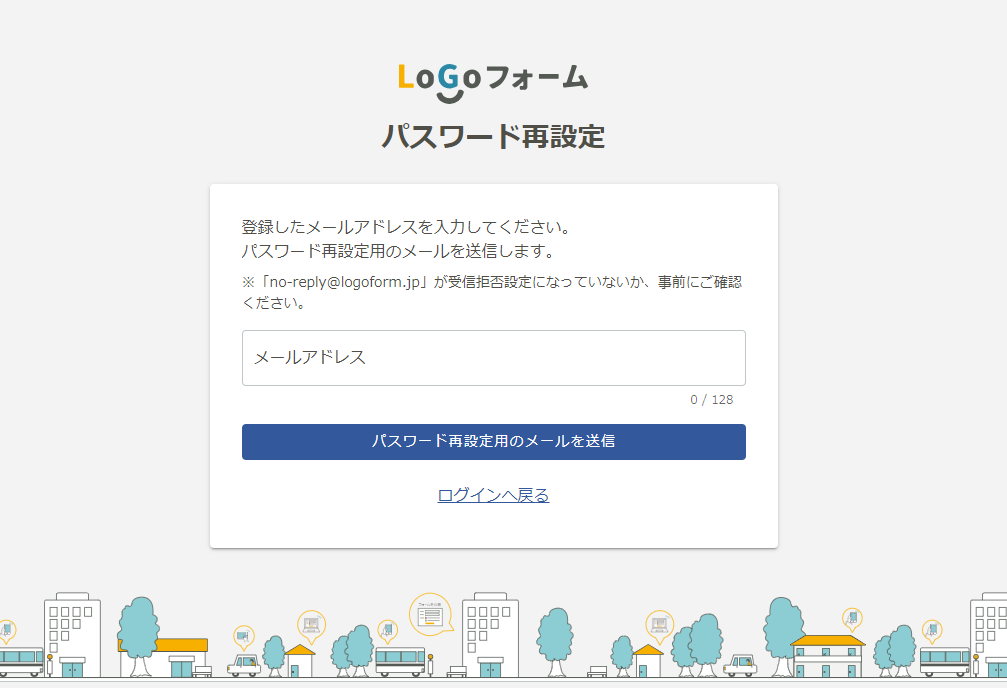 LoGoフォーム
パスワード再設定
登録したメールアドレスを入力してください。
パスワード再設定用のメールを送信します。
※「no-reply@logoform.jp」が受信拒否設定になっていないか、事前にご確認
ください。
メールアドレス
0 / 128
パスワード再設定用のメールを送信
ログインへ戻る